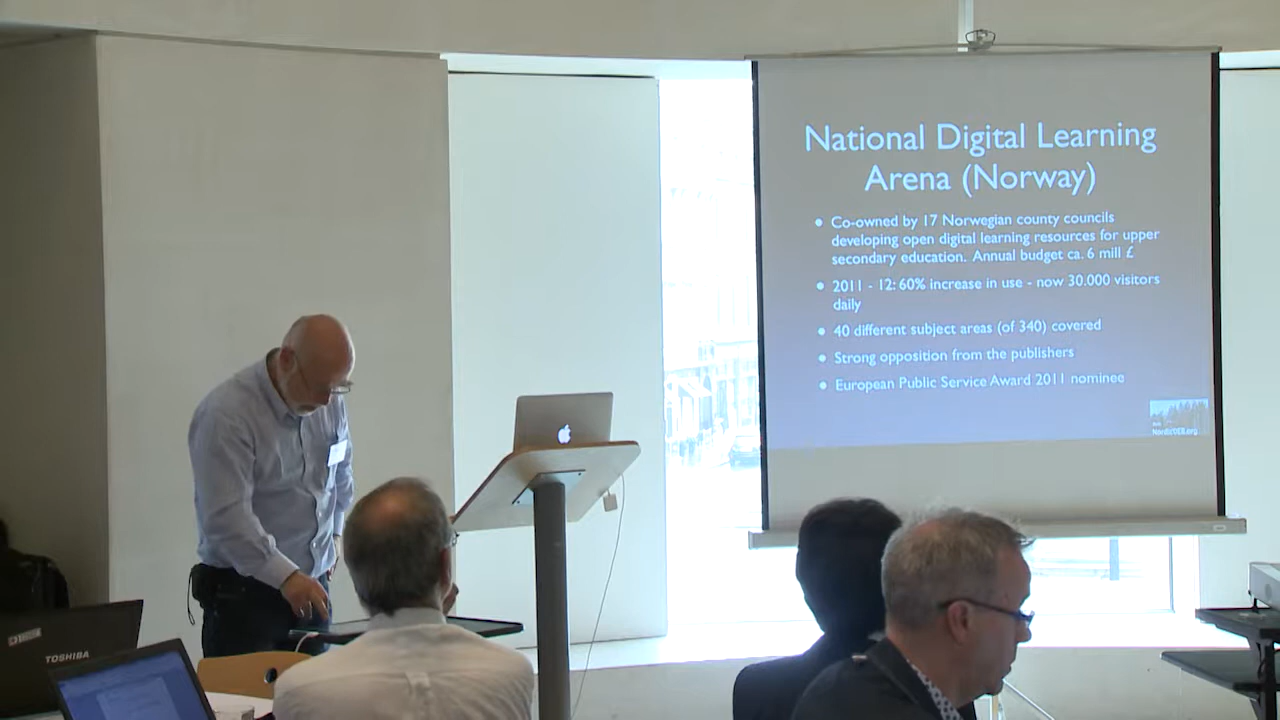 National Digital Learning
Arena (Norway)
• Co-owned by 17 Norwegian county councils
developing open digital learning resources for upper
secondary education. Annual budget ca. 6 mill £
• 2011 - 12: 60% increase in use - now 30.000 visitors
daily
• 40 different subject areas (of 340) covered
• Strong opposition from the publishers
• European Public Service Award 2011 nominee
TOSHIBA